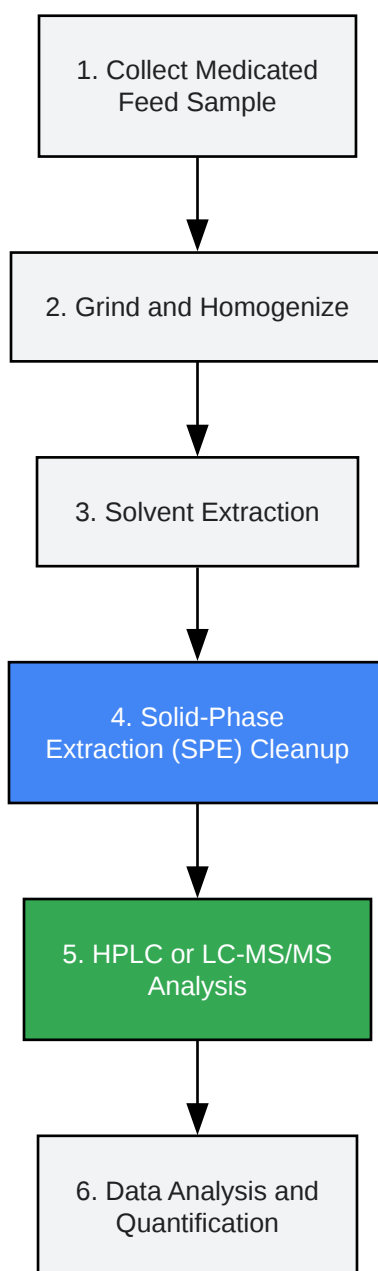 1. Collect Medicated
Feed Sample
2. Grind and Homogenize
3. Solvent Extraction
4. Solid-Phase
Extraction (SPE) Cleanup
5. HPLC or LC-MS/MS
Analysis
6. Data Analysis and
Quantification